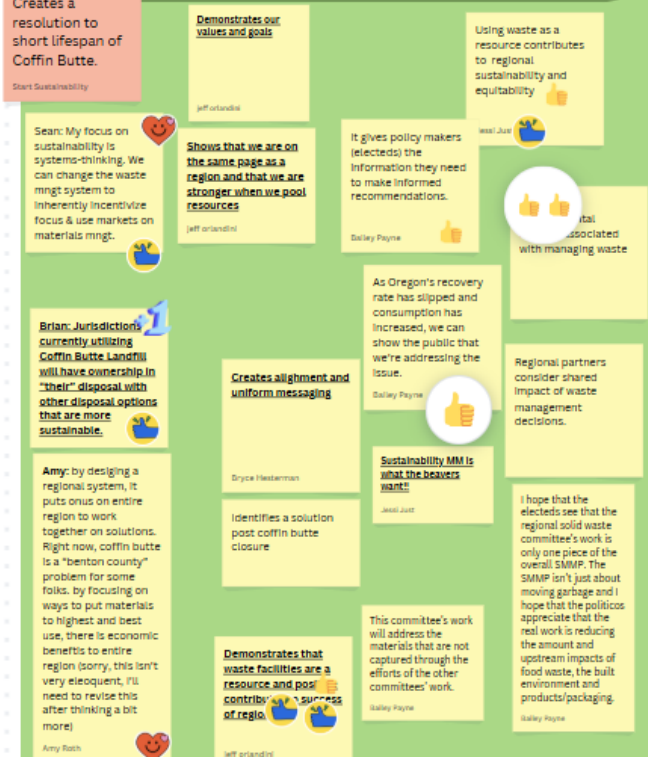 Creates a
resolution to
short lifespan of
Coffin Butte.
Start Sustainability
Demonstrates our
values and goals
jeff orlandini
Using waste as a
resource contributes
to regional
sustainability and
equitability
Jessi Just
Sean: My focus on
sustainability is
systems-thinking. We
can change the waste
mngt system to
inherently incentivize
focus & use markets on
materials mngt.
Shows that we are on
the same page as a
region and that we are
stronger when we pool
resources
jeff orlandini
It gives policy makers
(electeds) the
information they need
to make informed
recommendations.
Bailey Payne
with managing waste
As Oregon's recovery
rate has slipped and
consumption has
increased, we can
show the public that
we're addressing the
issue.
Bailey Payne
+1
Brian: Jurisdictions
currently utilizing
Coffin Butte Landfill
will have ownership in
"their" disposal with
other disposal options
that are more
sustainable.
Creates alignment and
uniform messaging
Bryce Hesterman
Regional partners
consider shared
impact of waste
management
decisions.
Sustainability MM is
what the beavers
want!!
Jessi Just
Amy: by desiging a
regional system, it
puts onus on entire
region to work
together on solutions.
Right now, coffin butte
is a "benton county"
problem for some
folks. by focusing on
ways to put materials
to highest and best
use, there is economic
benefits to entire
region (sorry, this isn't
very eloquent, I'll
need to revise this
after thinking a bit
more)
Amy Roth
Identifies a solution
post coffin butte
closure
I hope that the
electeds see that the
regional solid waste
committee's work is
only one piece of the
overall SMMP. The
SMMP isn't just about
moving garbage and I
hope that the politicos
appreciate that the
real work is reducing
the amount and
upstream impacts of
food waste, the built
environment and
products/packaging.
Bailey Payne
This committee's work
will address the
materials that are not
captured through the
efforts of the other
committees' work.
Bailey Payne
Demonstrates that
waste facilities are a
resource and
success
of
jeff orlandini